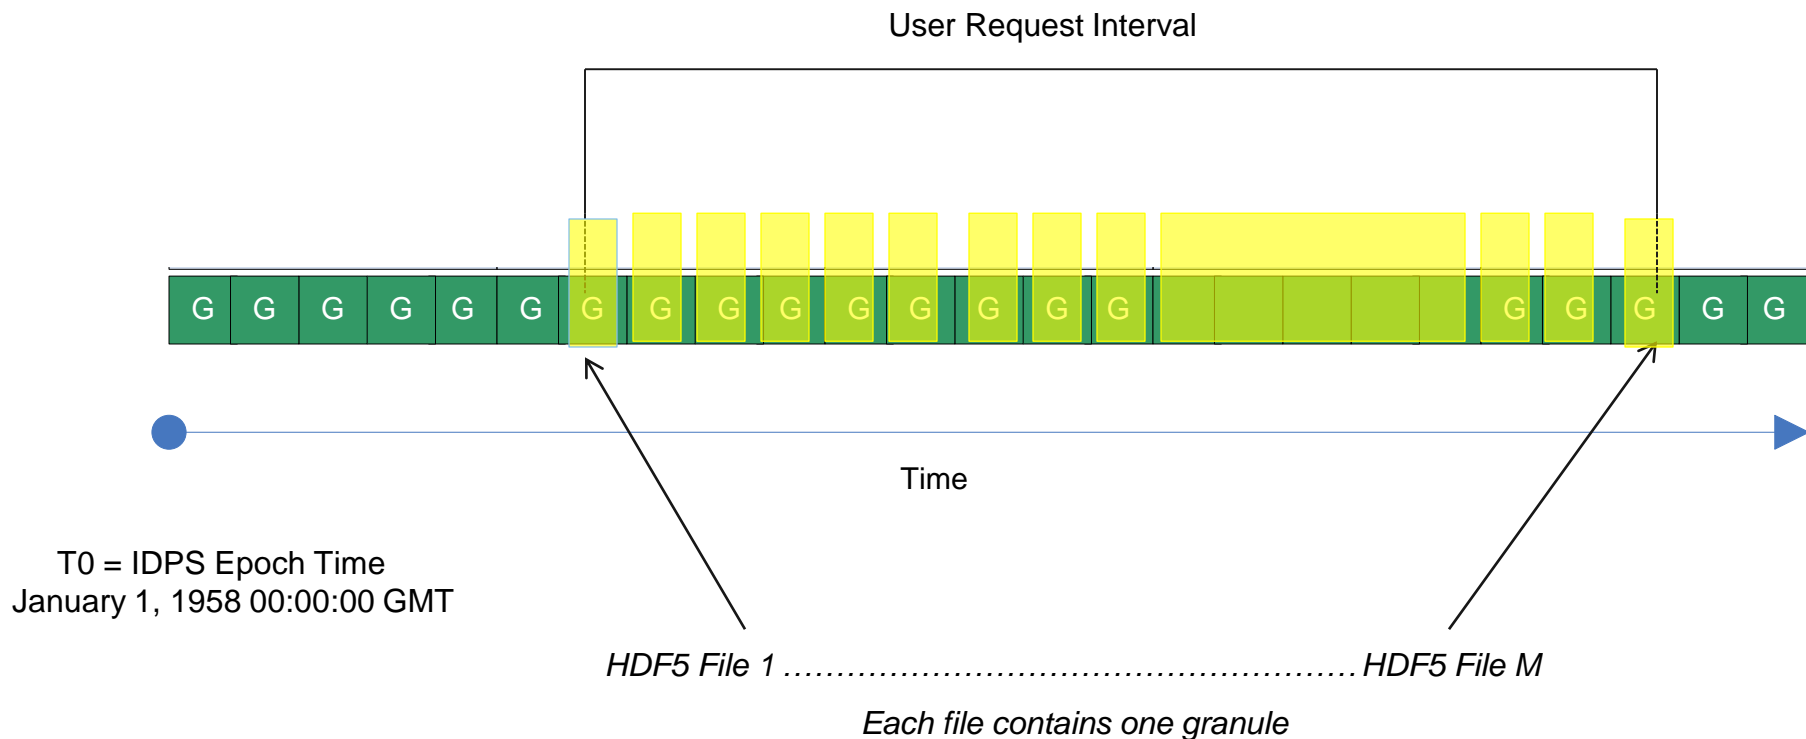 User Request Interval
G G G G G G G G G G G G G G G G G G G G
Time
T0 = IDPS Epoch Time
January 1, 1958 00:00:00 GMT
HDF5 File 1 …………………………………………… HDF5 File M
Each file contains one granule